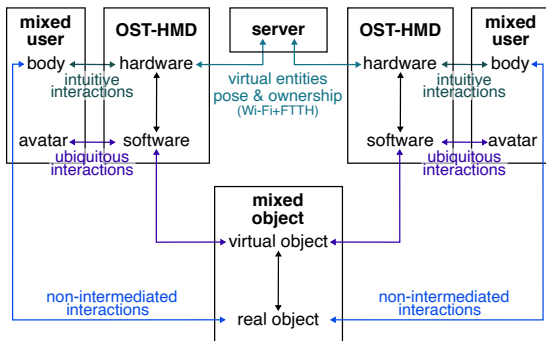 mixed user
OST-HMD
server
OST-HMD
mixed user
body
hardware
hardware
body
intuitive interactions
virtual entities
pose & ownership
(Wi-Fi+FTTH)
intuitive interactions
avatar
software
software
avatar
ubiquitous interactions
ubiquitous interactions
mixed object
virtual object
non-intermediated interactions
real object
non-intermediated interactions